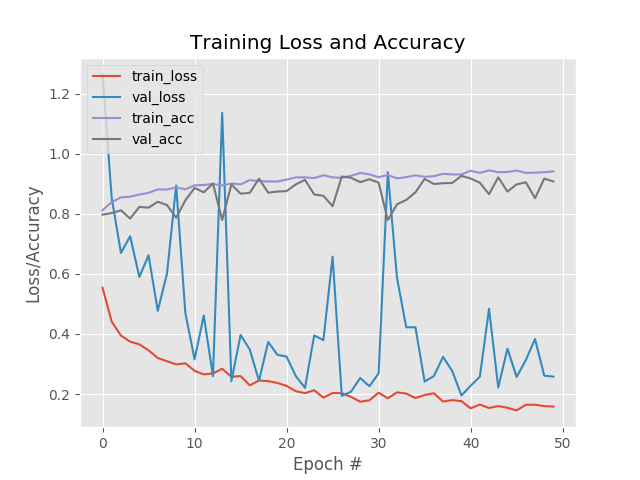 Training Loss and Accuracy
train_loss
val_loss
train_acc
val_acc
1.2
1.0
0.8
0.6
0.4
0.2
Loss/Accuracy
0 10 20 30 40 50
Epoch #